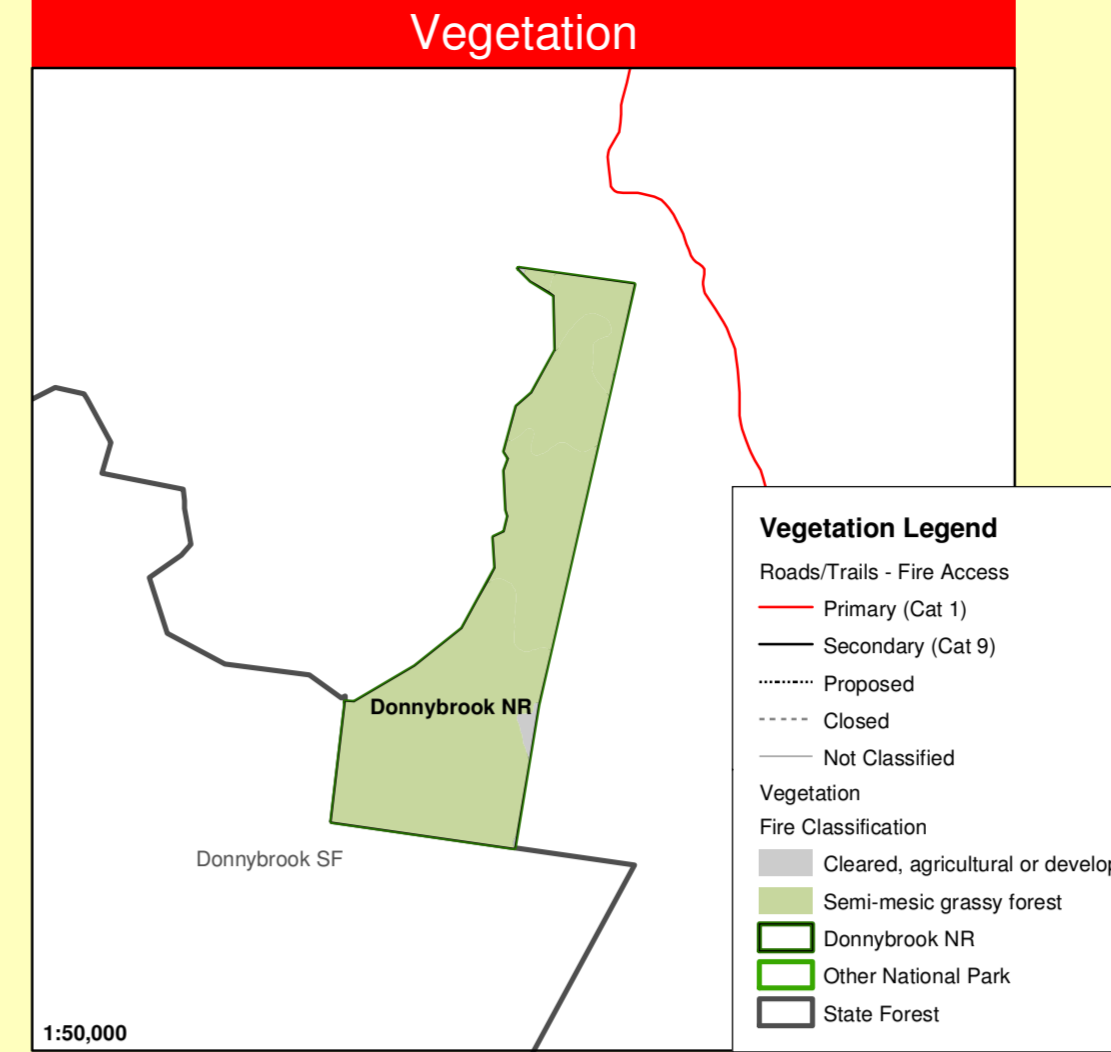 Vegetation
Donnybrook NR
Donnybrook SF
1:50,000
Vegetation Legend
Roads/Trails - Fire Access
Primary (Cat 1)
Secondary (Cat 9)
Proposed
Closed
Not Classified
Vegetation
Fire Classification
Cleared, agricultural or develop
Semi-mesic grassy forest
Donnybrook NR
Other National Park
State Forest